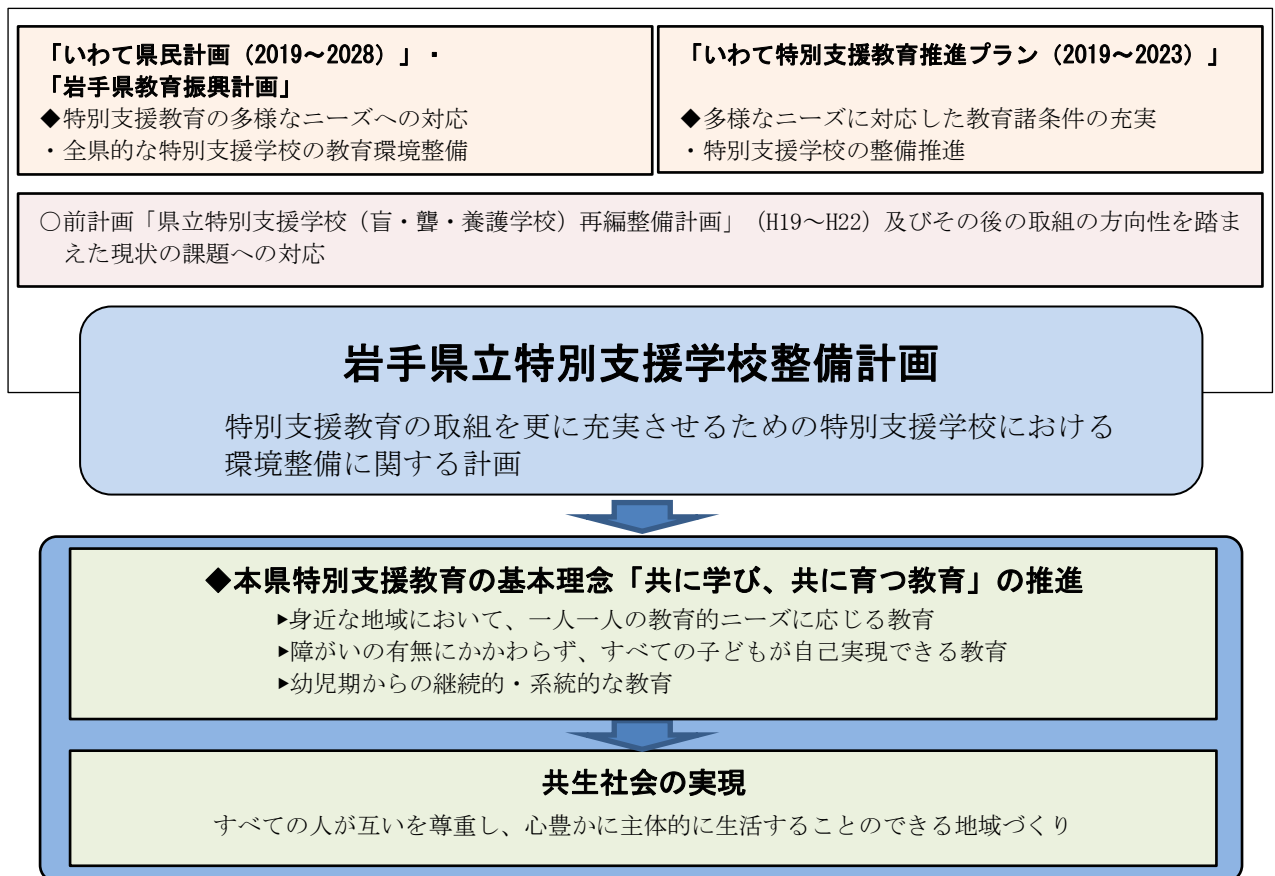 「いわて県民計画（2019～2028）」・
「岩手県教育振興計画」
◆特別支援教育の多様なニーズへの対応
・全県的な特別支援学校の教育環境整備
「いわて特別支援教育推進プラン（2019～2023）」
◆多様なニーズに対応した教育諸条件の充実
・特別支援学校の整備推進
○前計画「県立特別支援学校（盲・聾・養護学校）再編整備計画」（H19～H22）及びその後の取組の方向性を踏ま
えた現状の課題への対応
岩手県立特別支援学校整備計画
特別支援教育の取組を更に充実させるための特別支援学校における
環境整備に関する計画
◆本県特別支援教育の基本理念「共に学び、共に育つ教育」の推進
▶身近な地域において、一人一人の教育的ニーズに応じる教育
▶障がいの有無にかかわらず、すべての子どもが自己実現できる教育
▶幼児期からの継続的・系統的な教育
共生社会の実現
すべての人が互いを尊重し、心豊かに主体的に生活することのできる地域づくり